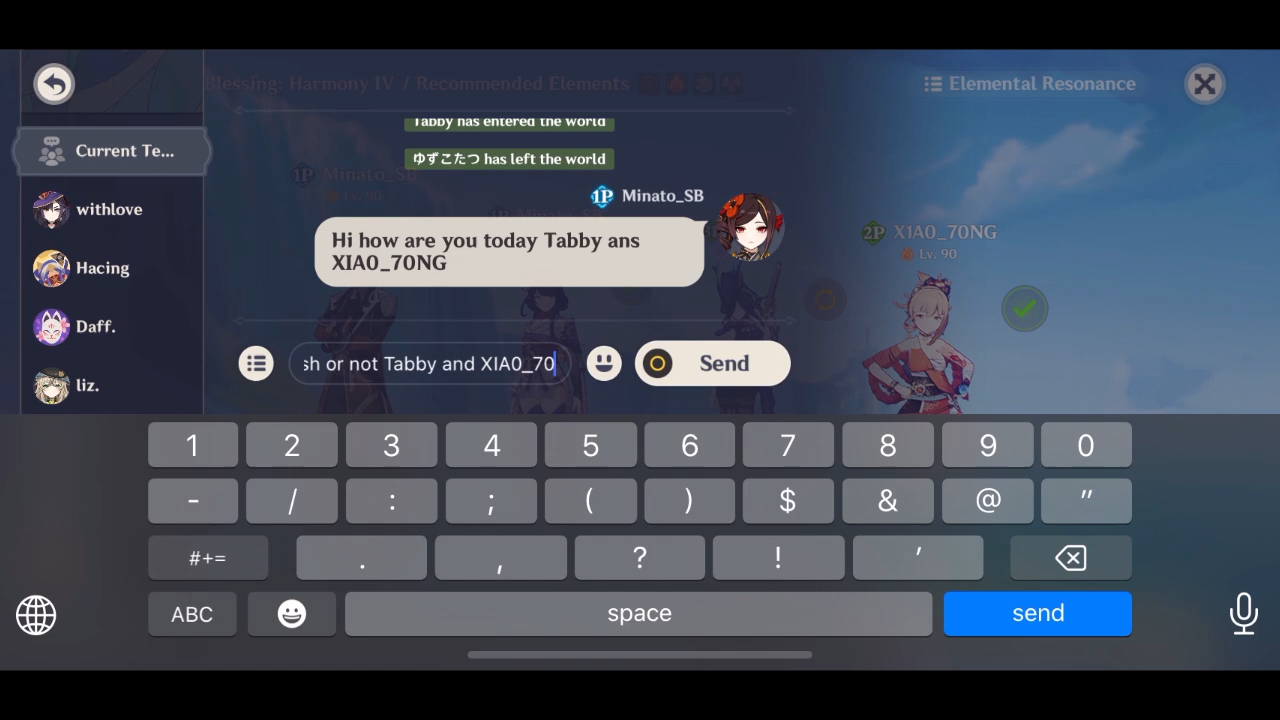 Blessing: Harmony IV / Recommended Elements
Elemental Resonance
Current Te...
withlove
Hacing
Daff.
liz.
Tabby has entered the world
ゆずこたつ has left the world
1P Minato_SB
Lv. 90
1P Minato_SB
Hi how are you today Tabby ans
XIA0_70NG
2P X1A0_70NG
Lv. 90
sh or not Tabby and XIA0_70
Send
1 2 3 4 5 6 7 8 9 0
- / : ; ( ) $ & @ "
#+= . , ? ! '
ABC space send